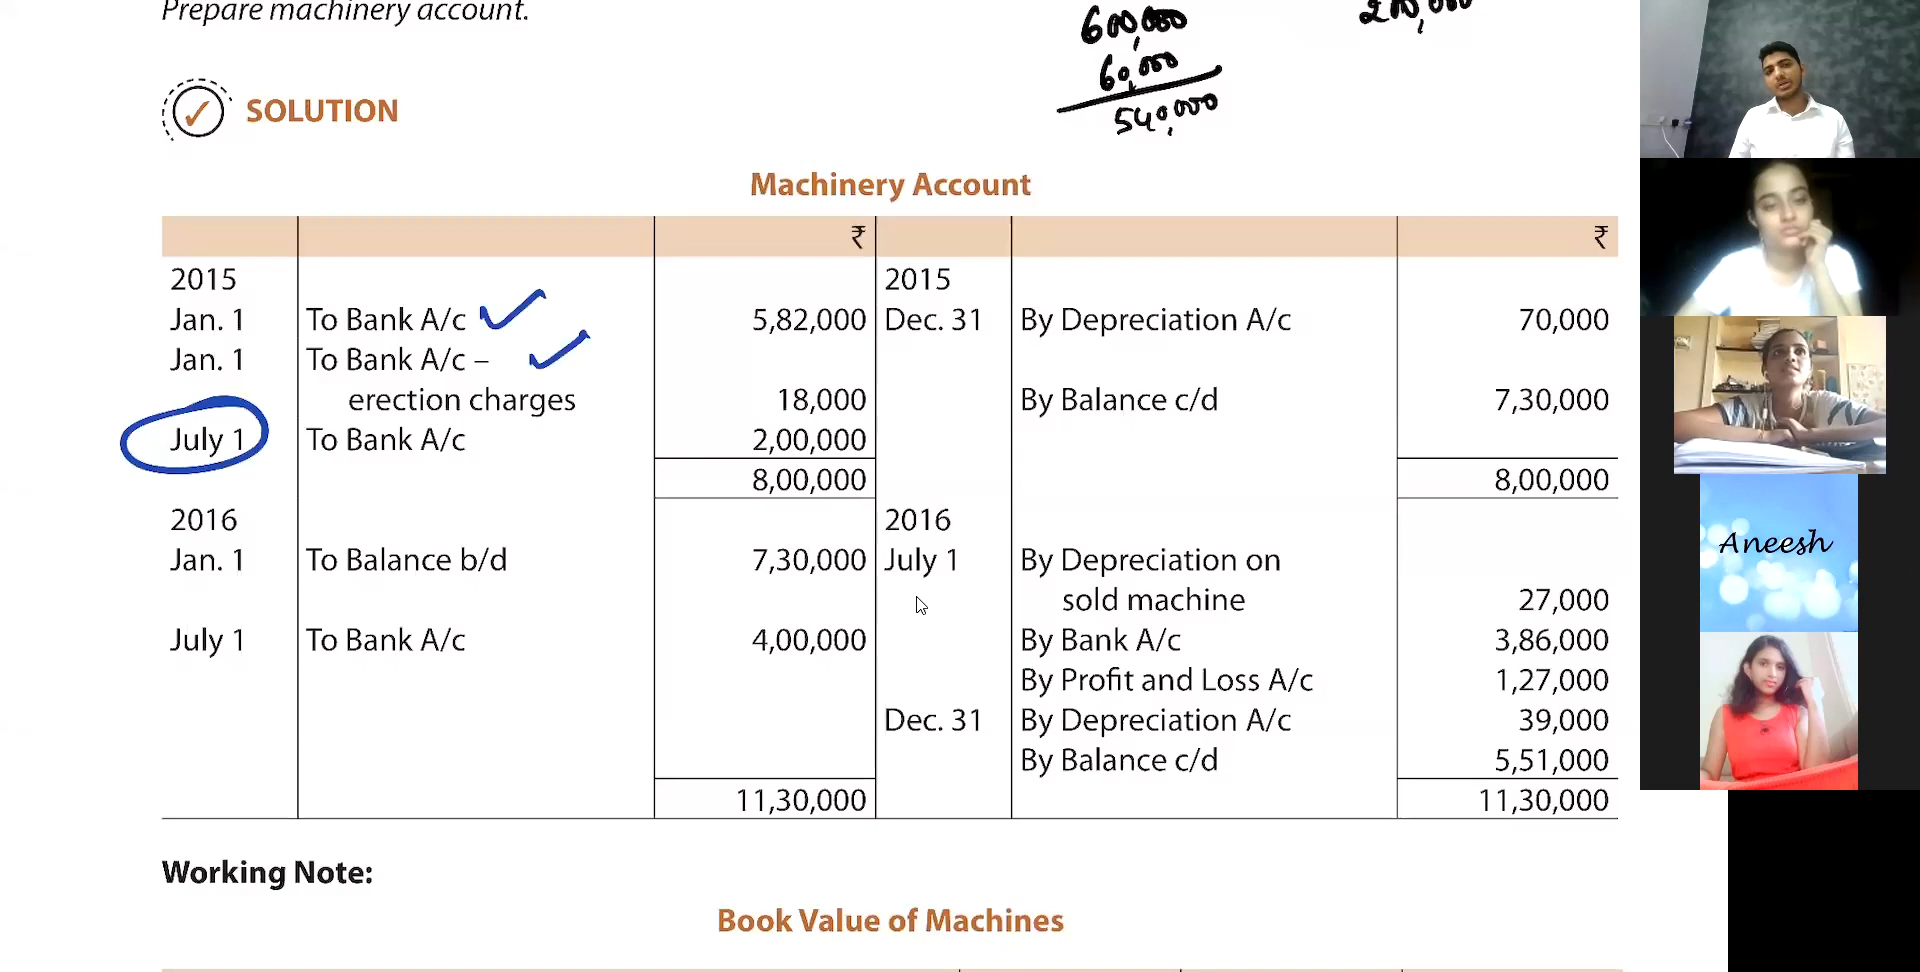 Prepare machinery account.
600,000
60,000
540,000
200,000
SOLUTION
Machinery Account
₹ ₹
2015 2015
Jan. 1 To Bank A/c 5,82,000 Dec. 31 By Depreciation A/c 70,000
Jan. 1 To Bank A/c –
erection charges 18,000 By Balance c/d 7,30,000
July 1 To Bank A/c 2,00,000
8,00,000 8,00,000
2016 2016
Jan. 1 To Balance b/d 7,30,000 July 1 By Depreciation on
sold machine 27,000
July 1 To Bank A/c 4,00,000 By Bank A/c 3,86,000
By Profit and Loss A/c 1,27,000
Dec. 31 By Depreciation A/c 39,000
By Balance c/d 5,51,000
11,30,000 11,30,000
Working Note:
Book Value of Machines
Aneesh